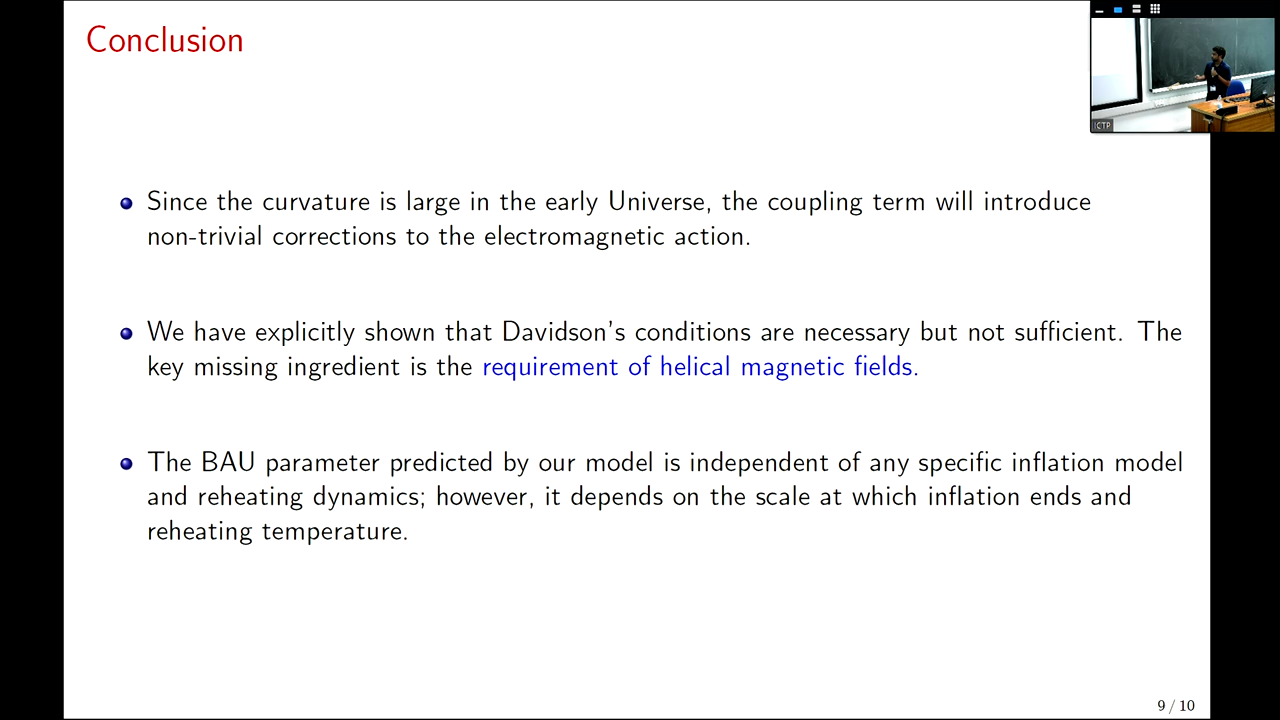 Conclusion
ICTP
Since the curvature is large in the early Universe, the coupling term will introduce
non-trivial corrections to the electromagnetic action.
We have explicitly shown that Davidson's conditions are necessary but not sufficient. The
key missing ingredient is the requirement of helical magnetic fields.
The BAU parameter predicted by our model is independent of any specific inflation model
and reheating dynamics; however, it depends on the scale at which inflation ends and
reheating temperature.
9 / 10